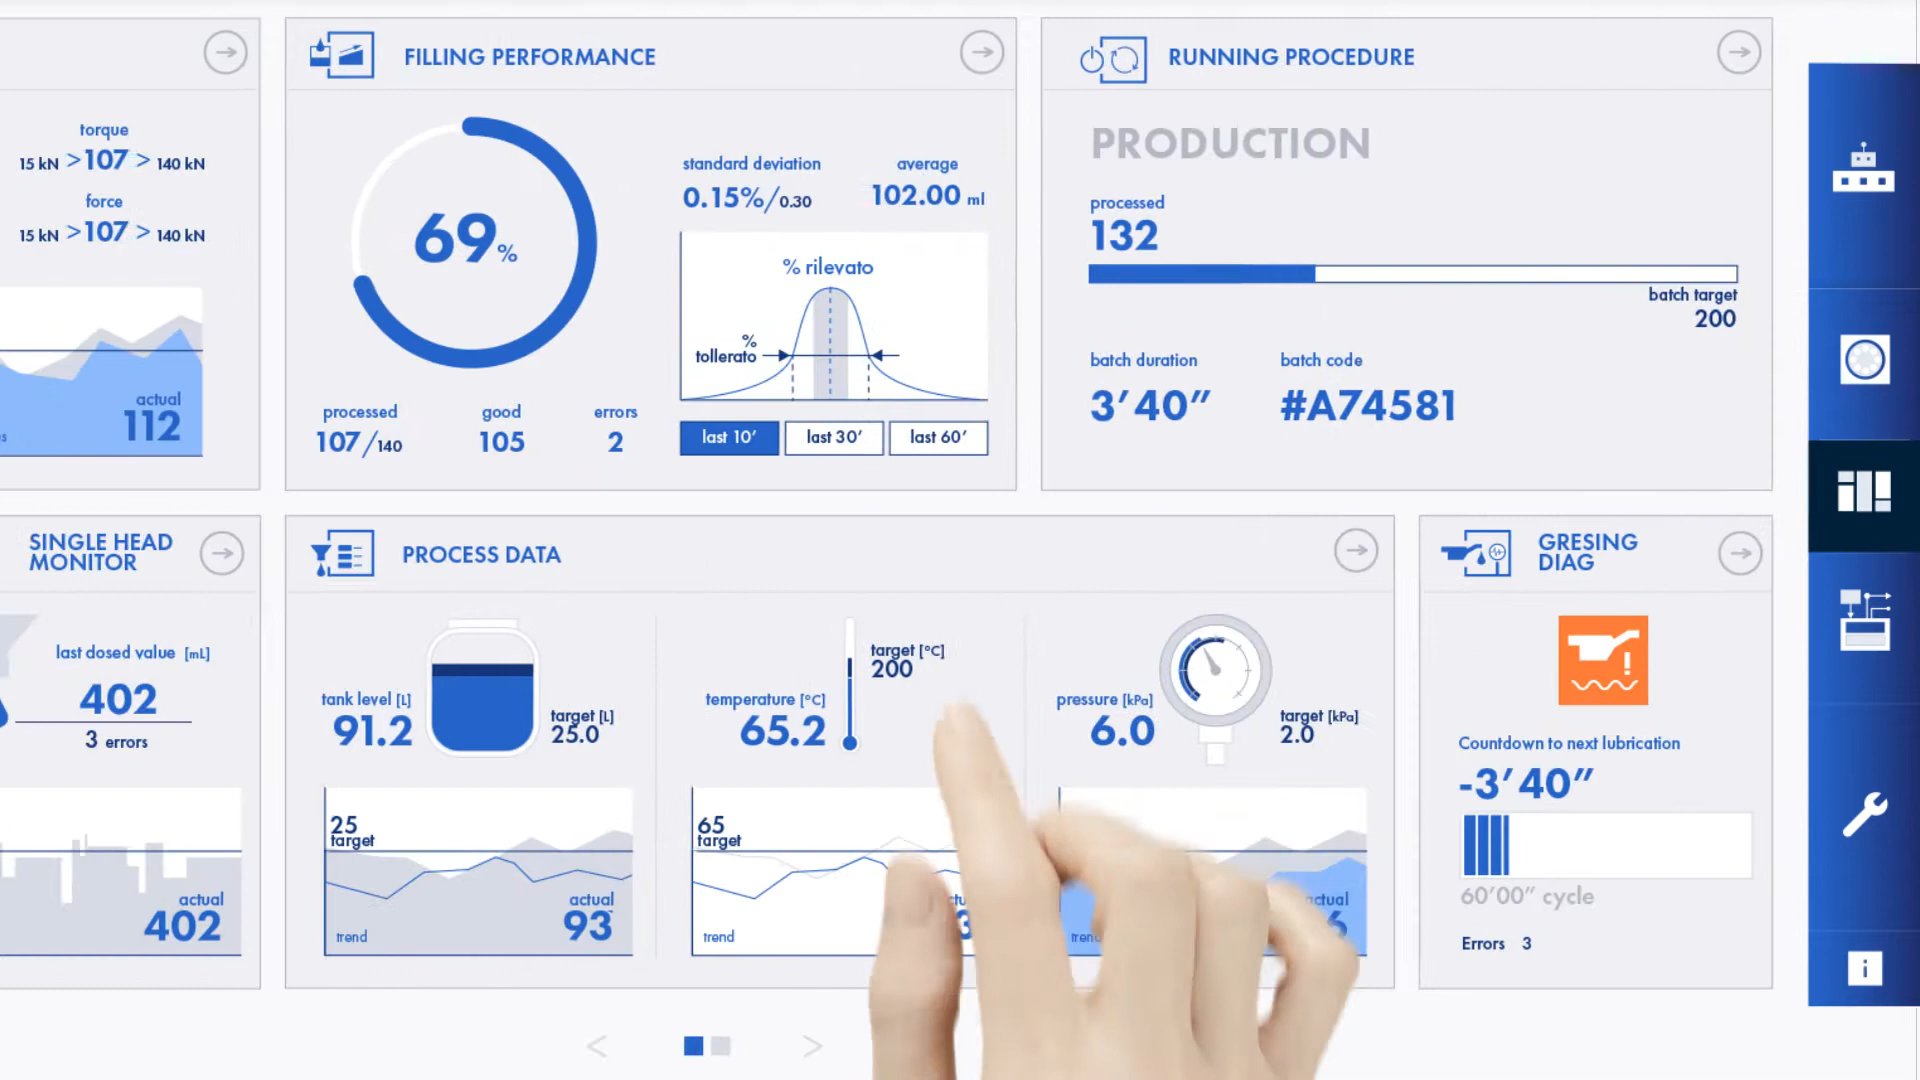 torque
15 kN >107 > 140 kN
force
15 kN >107 > 140 kN
actual
112
FILLING PERFORMANCE
69%
processed
107/140
good
105
errors
2
standard deviation
0.15%/0.30
average
102.00 ml
% rilevato
%
tollerato
last 10’
last 30’
last 60’
RUNNING PROCEDURE
PRODUCTION
processed
132
batch target
200
batch duration
3’40”
batch code
#A74581
SINGLE HEAD
MONITOR
last dosed value [mL]
402
3 errors
actual
402
PROCESS DATA
tank level [L]
91.2
target [L]
25.0
25
target
actual
93
trend
temperature [°C]
65.2
target [°C]
200
65
target
trend
pressure [kPa]
6.0
target [kPa]
2.0
GRESING
DIAG
Countdown to next lubrication
-3’40”
60’00” cycle
Errors 3